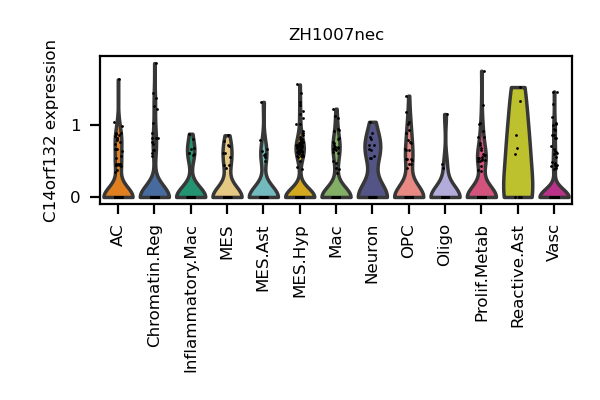 ZH1007nec
C14orf132 expression
1
0
AC
Chromatin.Reg
Inflammatory.Mac
MES
MES.Ast
MES.Hyp
Mac
Neuron
OPC
Oligo
Prolif.Metab
Reactive.Ast
Vasc